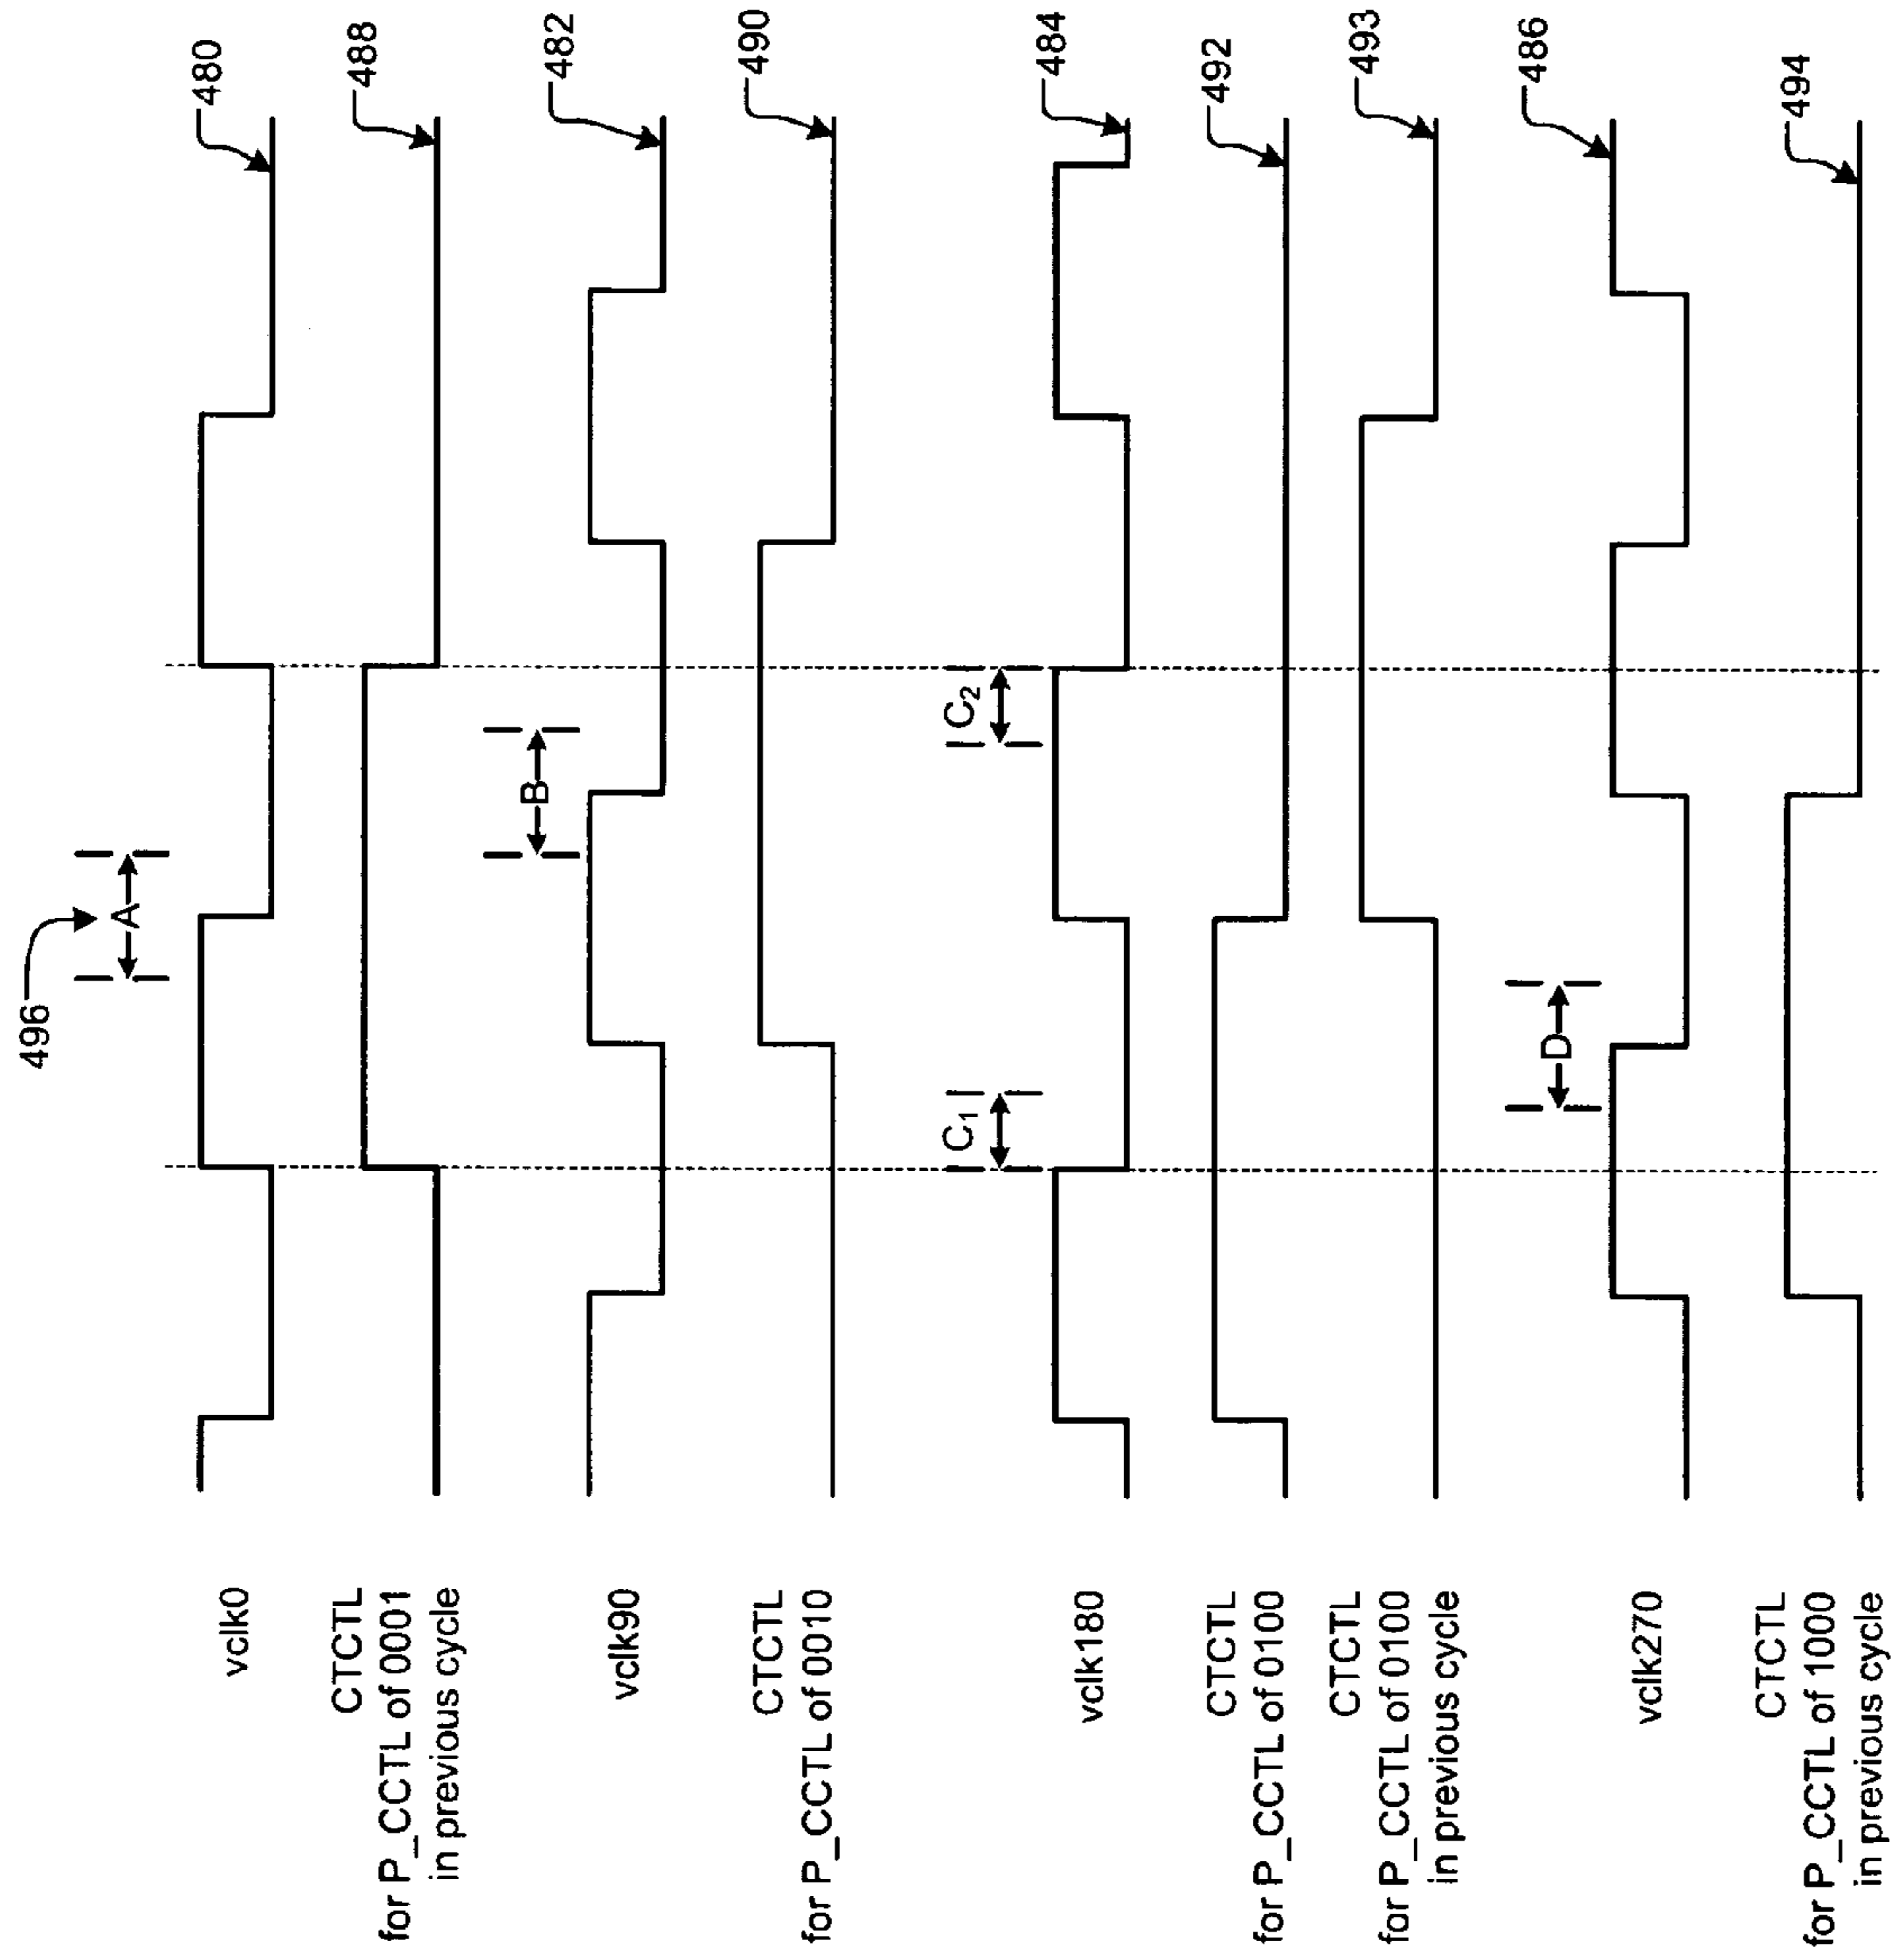 496
A
480
vclk0
488
CTCTL
for P_CCTL of 0001
in previous cycle
B
482
vclk90
490
CTCTL
for P_CCTL of 0010
C1
C2
484
vclk180
492
CTCTL
for P_CCTL of 0100
493
CTCTL
for P_CCTL of 0100
in previous cycle
D
486
vclk270
494
CTCTL
for P_CCTL of 1000
in previous cycle